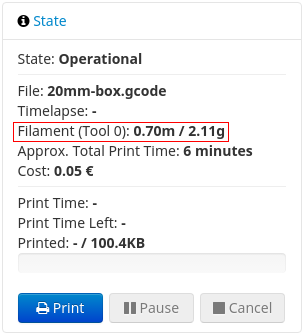 State
State: Operational
File: 20mm-box.gcode
Timelapse: -
Filament (Tool 0): 0.70m / 2.11g
Approx. Total Print Time: 6 minutes
Cost: 0.05 €
Print Time: -
Print Time Left: -
Printed: - / 100.4KB
Print Pause Cancel